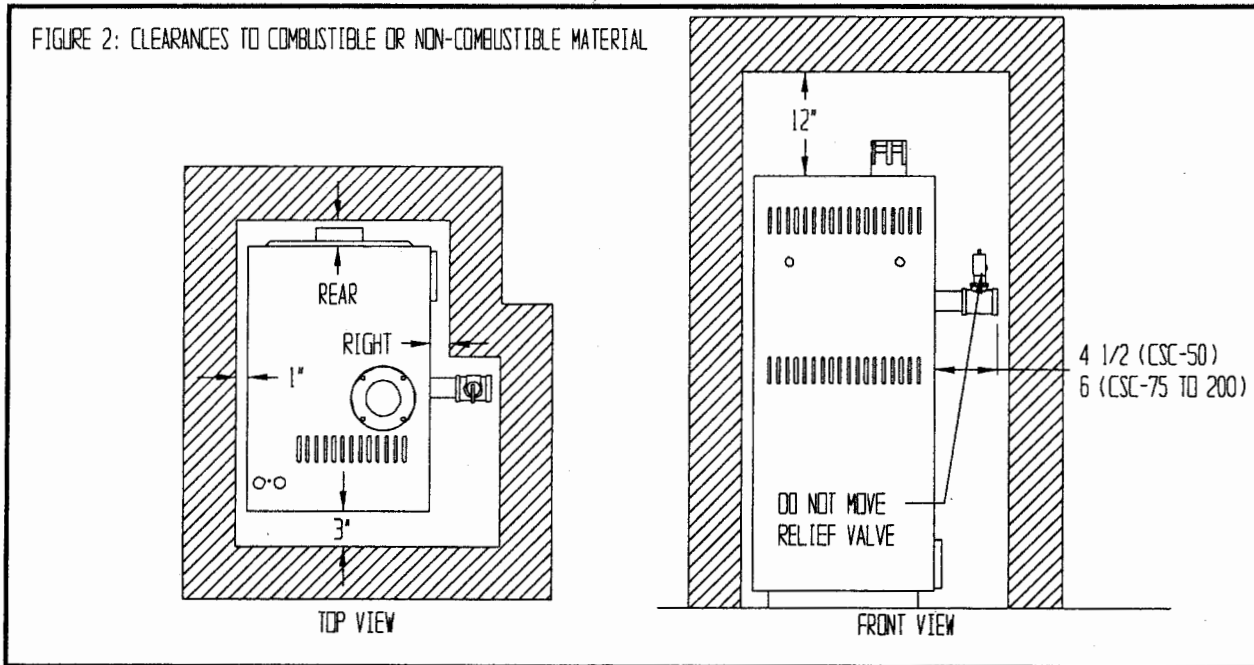 FIGURE 2: CLEARANCES TO COMBUSTIBLE OR NON-COMBUSTIBLE MATERIAL
12"
REAR
RIGHT
1"
3"
TOP VIEW
4 1/2 (CSC-50)
6 (CSC-75 TO 200)
DO NOT MOVE
RELIEF VALVE
FRONT VIEW